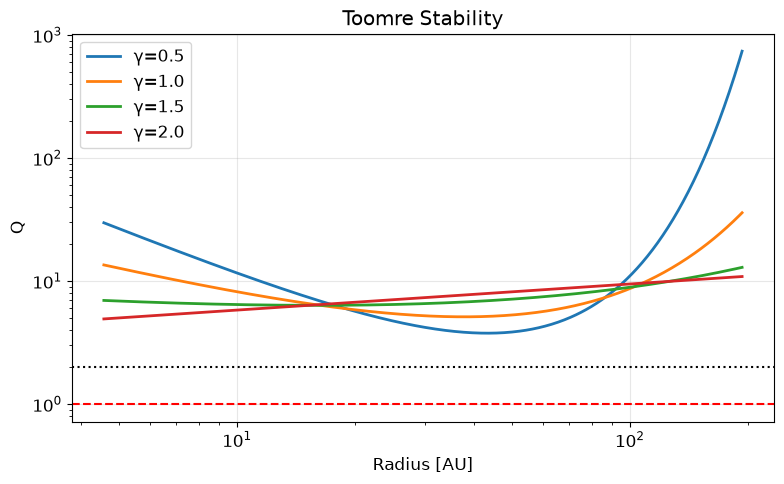 Toomre Stability
γ=0.5
γ=1.0
γ=1.5
γ=2.0
Q
10³
10²
10¹
10⁰
10¹
10²
Radius [AU]